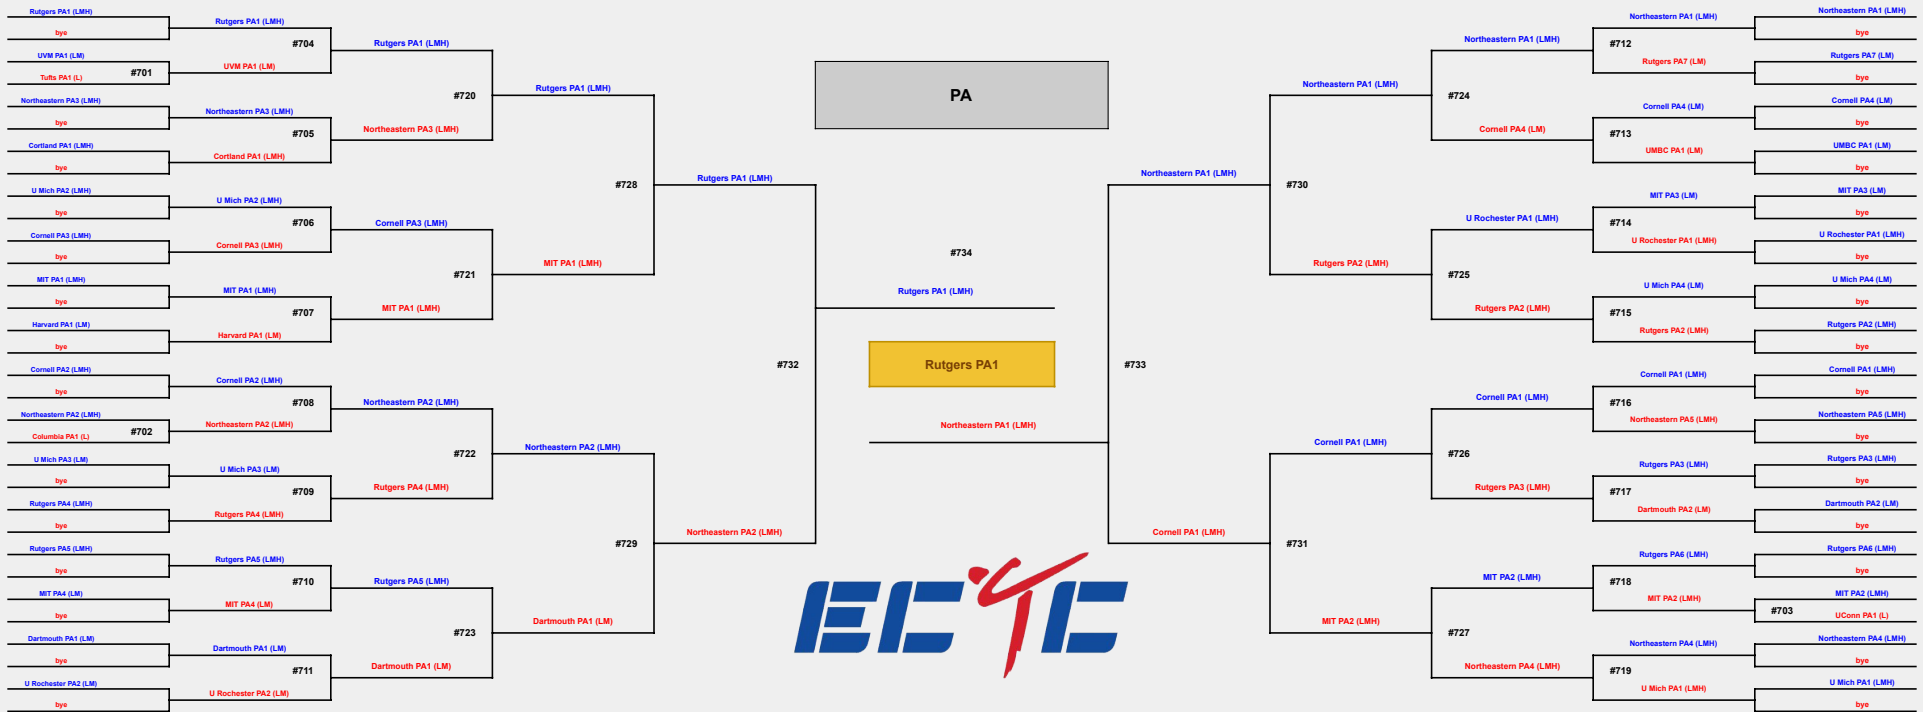 Rutgers PA1 (LMH)
bye
UVM PA1 (LM)
Tufts PA1 (L)
#701
Northeastern PA3 (LMH)
bye
Cortland PA1 (LMH)
bye
U Mich PA2 (LMH)
bye
Cornell PA3 (LMH)
bye
MIT PA1 (LMH)
bye
Harvard PA1 (LM)
bye
Cornell PA2 (LMH)
bye
Northeastern PA2 (LMH)
Columbia PA1 (L)
#702
U Mich PA3 (LM)
bye
Rutgers PA4 (LMH)
bye
Rutgers PA5 (LMH)
bye
MIT PA4 (LM)
bye
Dartmouth PA1 (LM)
bye
U Rochester PA2 (LM)
bye
Rutgers PA1 (LMH)
#704
UVM PA1 (LM)
Northeastern PA3 (LMH)
#705
Cortland PA1 (LMH)
U Mich PA2 (LMH)
#706
Cornell PA3 (LMH)
MIT PA1 (LMH)
#707
Harvard PA1 (LM)
Cornell PA2 (LMH)
#708
Northeastern PA2 (LMH)
U Mich PA3 (LM)
#709
Rutgers PA4 (LMH)
Rutgers PA5 (LMH)
#710
MIT PA4 (LM)
Dartmouth PA1 (LM)
#711
U Rochester PA2 (LM)
Rutgers PA1 (LMH)
#720
Northeastern PA3 (LMH)
Cornell PA3 (LMH)
#721
MIT PA1 (LMH)
Northeastern PA2 (LMH)
#722
Rutgers PA4 (LMH)
Rutgers PA5 (LMH)
#723
Dartmouth PA1 (LM)
Rutgers PA1 (LMH)
#728
MIT PA1 (LMH)
Northeastern PA2 (LMH)
#729
Dartmouth PA1 (LM)
Rutgers PA1 (LMH)
#732
Northeastern PA2 (LMH)
PA
#734
Rutgers PA1 (LMH)
Rutgers PA1
Northeastern PA1 (LMH)
ECTC
Northeastern PA1 (LMH)
#733
Cornell PA1 (LMH)
Northeastern PA1 (LMH)
#730
Rutgers PA2 (LMH)
Cornell PA1 (LMH)
#731
MIT PA2 (LMH)
Northeastern PA1 (LMH)
#724
Cornell PA4 (LM)
U Rochester PA1 (LMH)
#725
Rutgers PA2 (LMH)
Cornell PA1 (LMH)
#726
Rutgers PA3 (LMH)
MIT PA2 (LMH)
#727
Northeastern PA4 (LMH)
Northeastern PA1 (LMH)
#712
Rutgers PA7 (LM)
Cornell PA4 (LM)
#713
UMBC PA1 (LM)
MIT PA3 (LM)
#714
U Rochester PA1 (LMH)
U Mich PA4 (LM)
#715
Rutgers PA2 (LMH)
Cornell PA1 (LMH)
#716
Northeastern PA5 (LMH)
Rutgers PA3 (LMH)
#717
Dartmouth PA2 (LM)
Rutgers PA6 (LMH)
#718
MIT PA2 (LMH)
Northeastern PA4 (LMH)
#719
U Mich PA1 (LMH)
Northeastern PA1 (LMH)
bye
Rutgers PA7 (LM)
bye
Cornell PA4 (LM)
bye
UMBC PA1 (LM)
bye
MIT PA3 (LM)
bye
U Rochester PA1 (LMH)
bye
U Mich PA4 (LM)
bye
Rutgers PA2 (LMH)
bye
Cornell PA1 (LMH)
bye
Northeastern PA5 (LMH)
bye
Rutgers PA3 (LMH)
bye
Dartmouth PA2 (LM)
bye
Rutgers PA6 (LMH)
bye
MIT PA2 (LMH)
#703
UConn PA1 (L)
Northeastern PA4 (LMH)
bye
U Mich PA1 (LMH)
bye